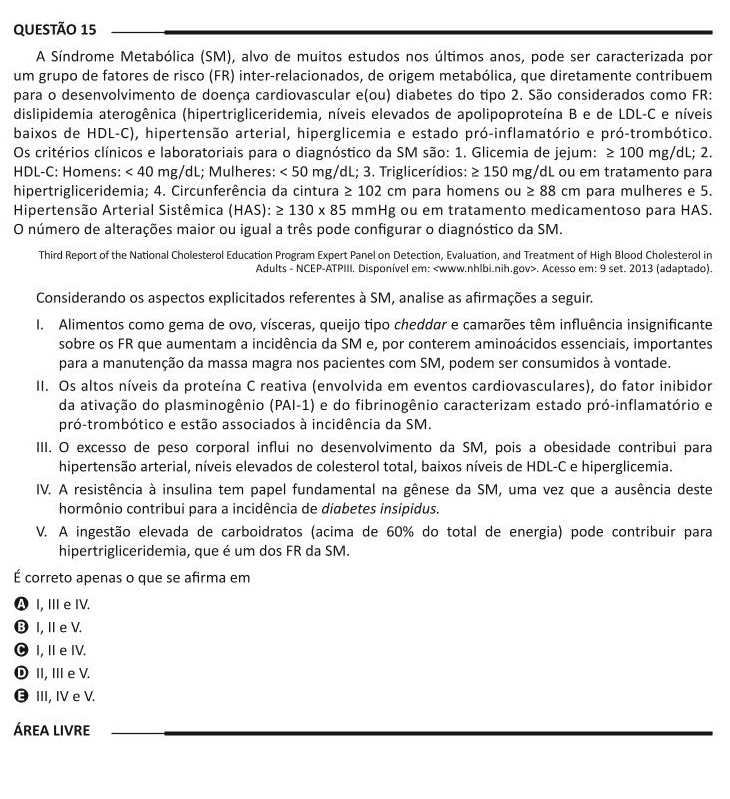 QUESTÃO 15
A Síndrome Metabólica (SM), alvo de muitos estudos nos últimos anos, pode ser caracterizada por
um grupo de fatores de risco (FR) inter-relacionados, de origem metabólica, que diretamente contribuem
para o desenvolvimento de doença cardiovascular e(ou) diabetes do tipo 2. São considerados como FR:
dislipidemia aterogênica (hipertrigliceridemia, níveis elevados de apolipoproteína B e de LDL-C e níveis
baixos de HDL-C), hipertensão arterial, hiperglicemia e estado pró-inflamatório e pró-trombótico.
Os critérios clínicos e laboratoriais para o diagnóstico da SM são: 1. Glicemia de jejum: ≥ 100 mg/dL; 2.
HDL-C: Homens: < 40 mg/dL; Mulheres: < 50 mg/dL; 3. Triglicerídios: ≥ 150 mg/dL ou em tratamento para
hipertrigliceridemia; 4. Circunferência da cintura ≥ 102 cm para homens ou ≥ 88 cm para mulheres e 5.
Hipertensão Arterial Sistêmica (HAS): ≥ 130 x 85 mmHg ou em tratamento medicamentoso para HAS.
O número de alterações maior ou igual a três pode configurar o diagnóstico da SM.
Third Report of the National Cholesterol Education Program Expert Panel on Detection, Evaluation, and Treatment of High Blood Cholesterol in
Adults - NCEP-ATPIII. Disponível em: <www.nhlbi.nih.gov>. Acesso em: 9 set. 2013 (adaptado).
Considerando os aspectos explicitados referentes à SM, analise as afirmações a seguir.
I. Alimentos como gema de ovo, vísceras, queijo tipo cheddar e camarões têm influência insignificante
sobre os FR que aumentam a incidência da SM e, por conterem aminoácidos essenciais, importantes
para a manutenção da massa magra nos pacientes com SM, podem ser consumidos à vontade.
II. Os altos níveis da proteína C reativa (envolvida em eventos cardiovasculares), do fator inibidor
da ativação do plasminogênio (PAI-1) e do fibrinogênio caracterizam estado pró-inflamatório e
pró-trombótico e estão associados à incidência da SM.
III. O excesso de peso corporal influi no desenvolvimento da SM, pois a obesidade contribui para
hipertensão arterial, níveis elevados de colesterol total, baixos níveis de HDL-C e hiperglicemia.
IV. A resistência à insulina tem papel fundamental na gênese da SM, uma vez que a ausência deste
hormônio contribui para a incidência de diabetes insipidus.
V. A ingestão elevada de carboidratos (acima de 60% do total de energia) pode contribuir para
hipertrigliceridemia, que é um dos FR da SM.
É correto apenas o que se afirma em
A I, III e IV.
B I, II e V.
C I, II e IV.
D II, III e V.
E III, IV e V.
ÁREA LIVRE